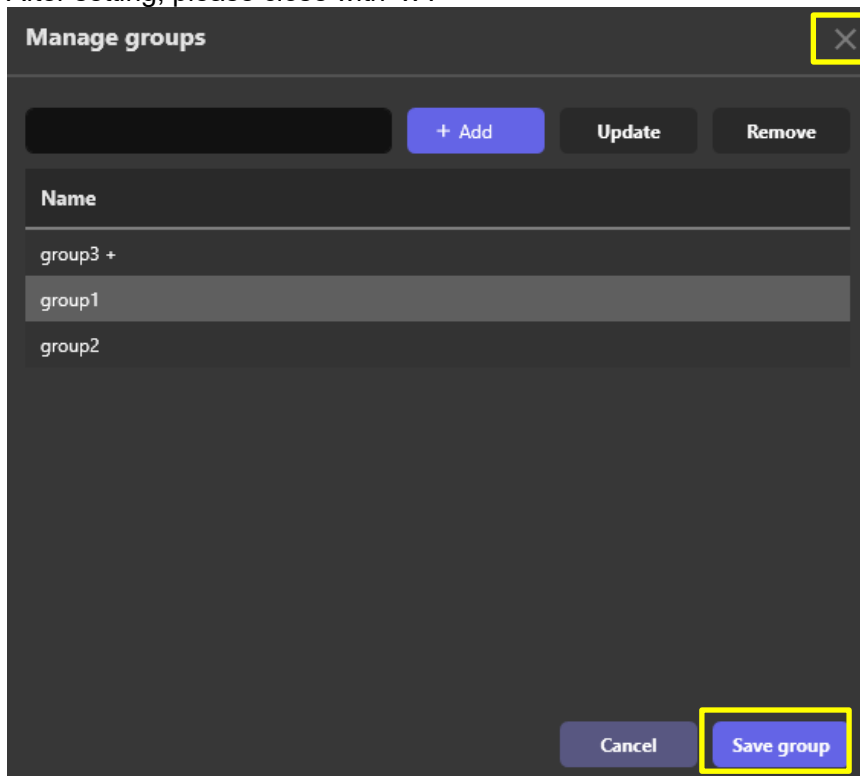 Manage groups
+ Add Update Remove
Name
group3 +
group1
group2
Cancel Save group